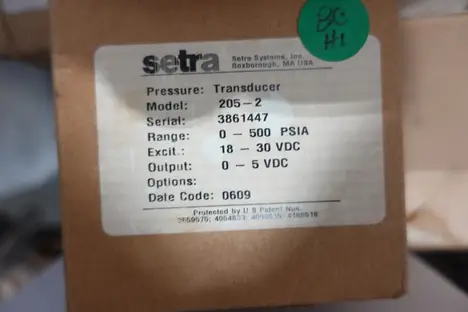 BC
H1
setra
Setra Systems, Inc.
Boxborough, MA USA
Pressure: Transducer
Model: 205-2
Serial: 3861447
Range: 0 - 500 PSIA
Excit.: 18 - 30 VDC
Output: 0 - 5 VDC
Options:
Date Code: 0609
Protected by U S Patent Nos.